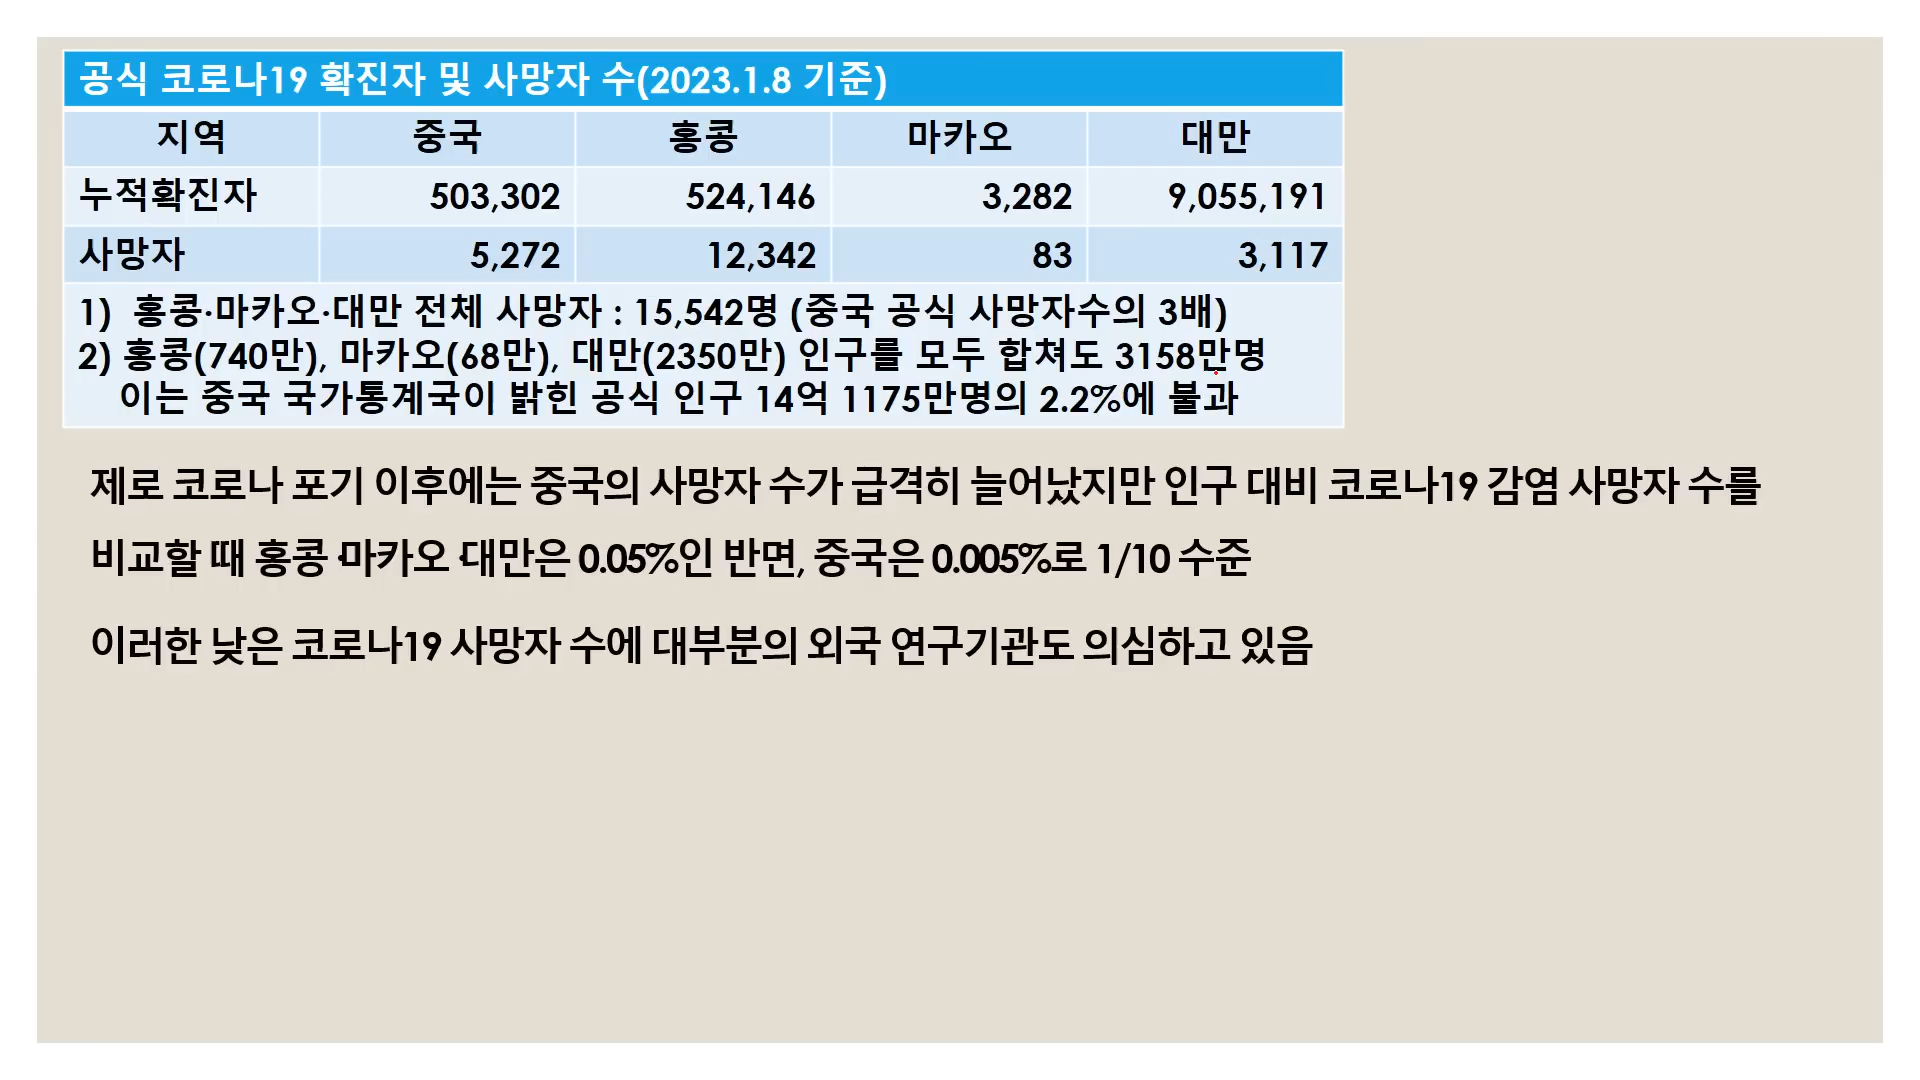 공식 코로나19 확진자 및 사망자 수(2023.1.8 기준)
지역 중국 홍콩 마카오 대만
누적확진자 503,302 524,146 3,282 9,055,191
사망자 5,272 12,342 83 3,117
1) 홍콩·마카오·대만 전체 사망자 : 15,542명 (중국 공식 사망자수의 3배)
2) 홍콩(740만), 마카오(68만), 대만(2350만) 인구를 모두 합쳐도 3158만명
이는 중국 국가통계국이 밝힌 공식 인구 14억 1175만명의 2.2%에 불과
제로 코로나 포기 이후에는 중국의 사망자 수가 급격히 늘어났지만 인구 대비 코로나19 감염 사망자 수를
비교할 때 홍콩·마카오·대만은 0.05%인 반면, 중국은 0.005%로 1/10 수준
이러한 낮은 코로나19 사망자 수에 대부분의 외국 연구기관도 의심하고 있음